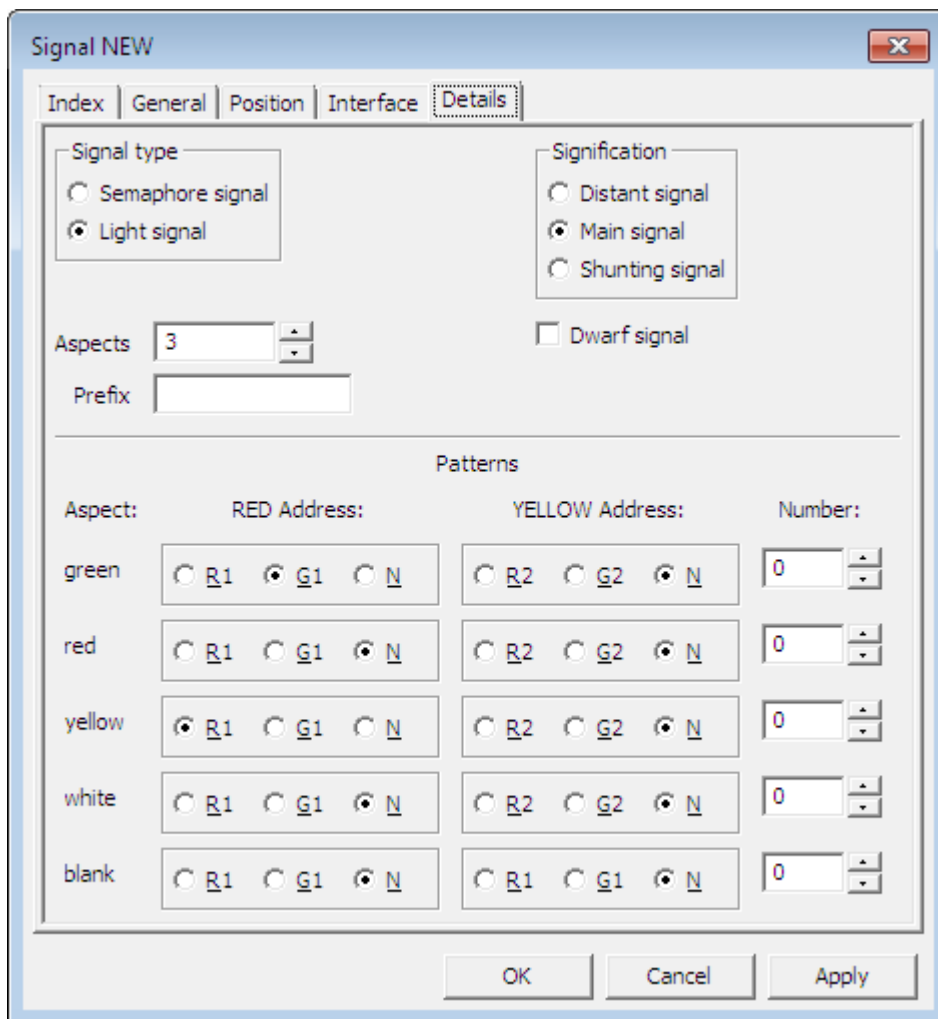 Signal NEW
Index General Position Interface Details
Signal type Signification
Semaphore signal Distant signal
Light signal Main signal
Shunting signal
Aspects 3 Dwarf signal
Prefix
Patterns
Aspect: RED Address: YELLOW Address: Number:
green R1 G1 N R2 G2 N 0
red R1 G1 N R2 G2 N 0
yellow R1 G1 N R2 G2 N 0
white R1 G1 N R2 G2 N 0
blank R1 G1 N R1 G1 N 0
OK Cancel Apply